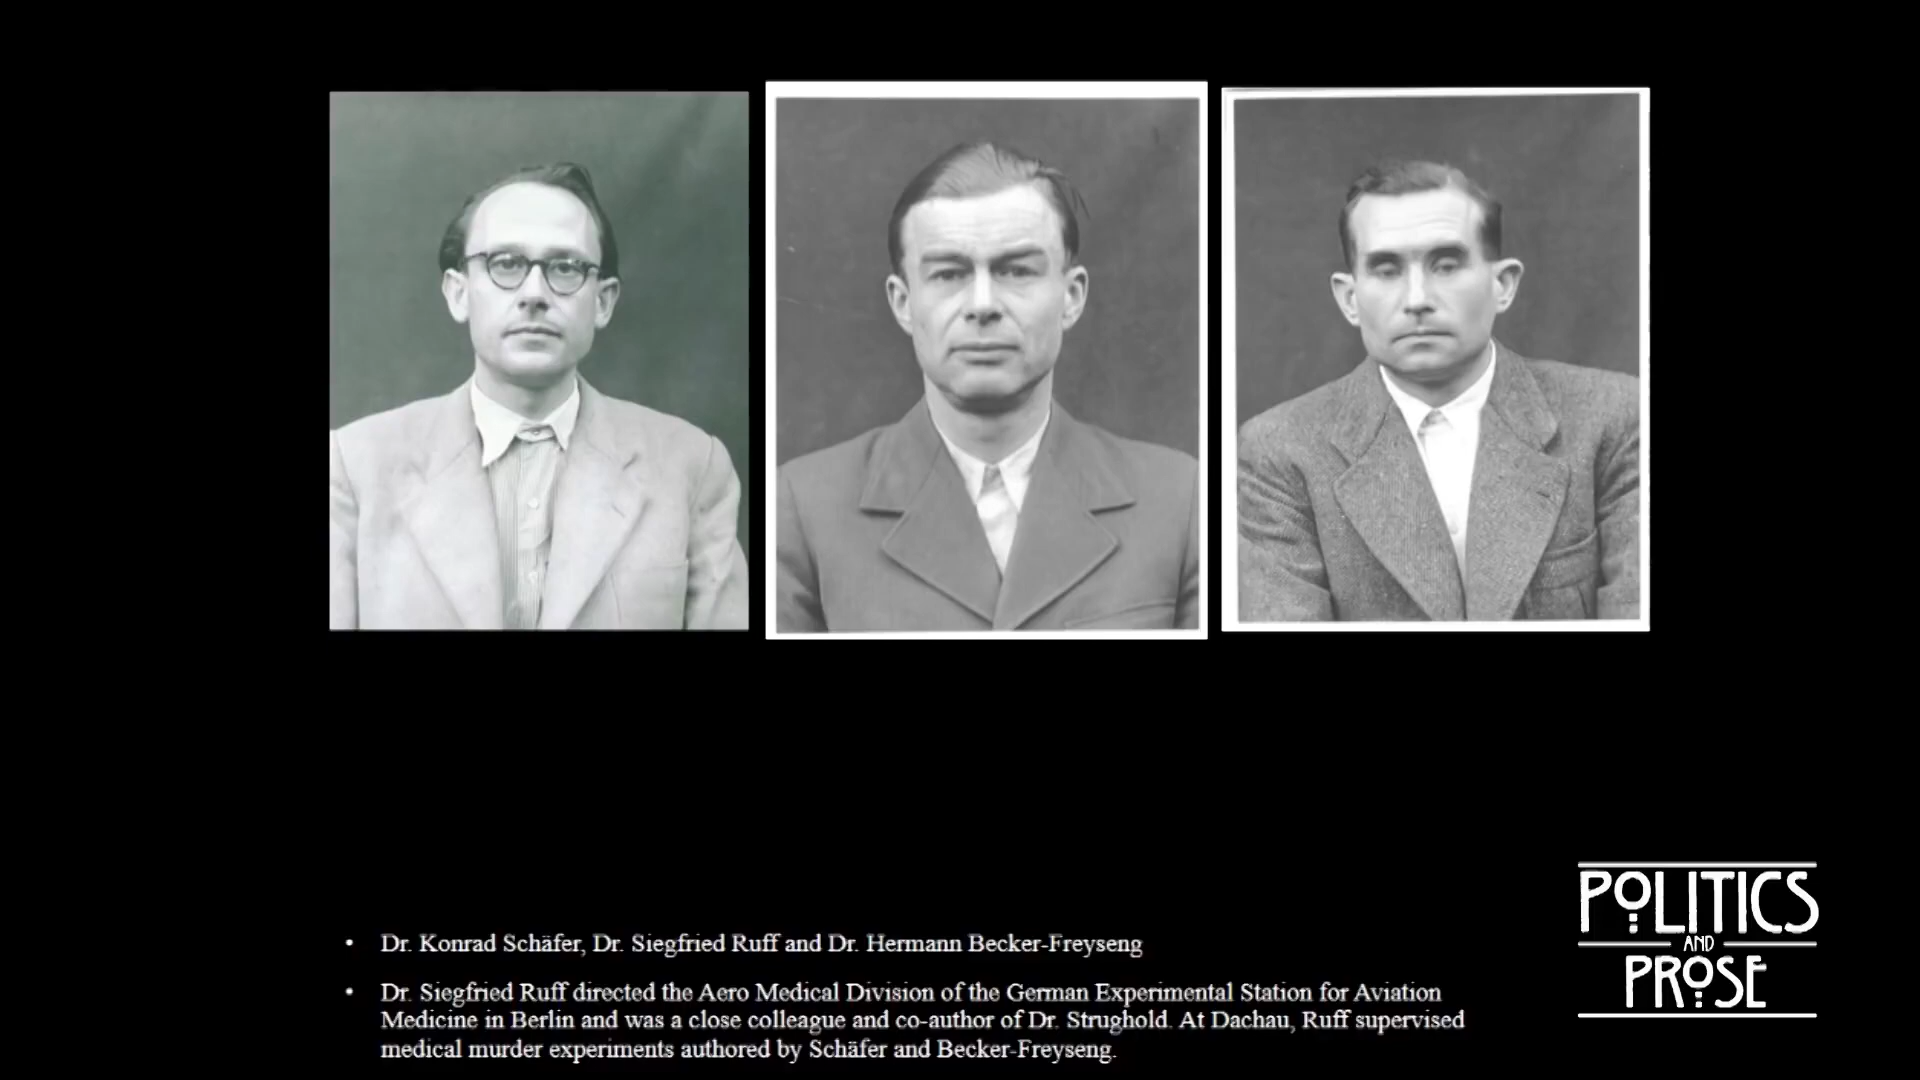 • Dr. Konrad Schäfer, Dr. Siegfried Ruff and Dr. Hermann Becker-Freyseng
• Dr. Siegfried Ruff directed the Aero Medical Division of the German Experimental Station for Aviation
Medicine in Berlin and was a close colleague and co-author of Dr. Strughold. At Dachau, Ruff supervised
medical murder experiments authored by Schäfer and Becker-Freyseng.
POLITICS
AND
PROSE